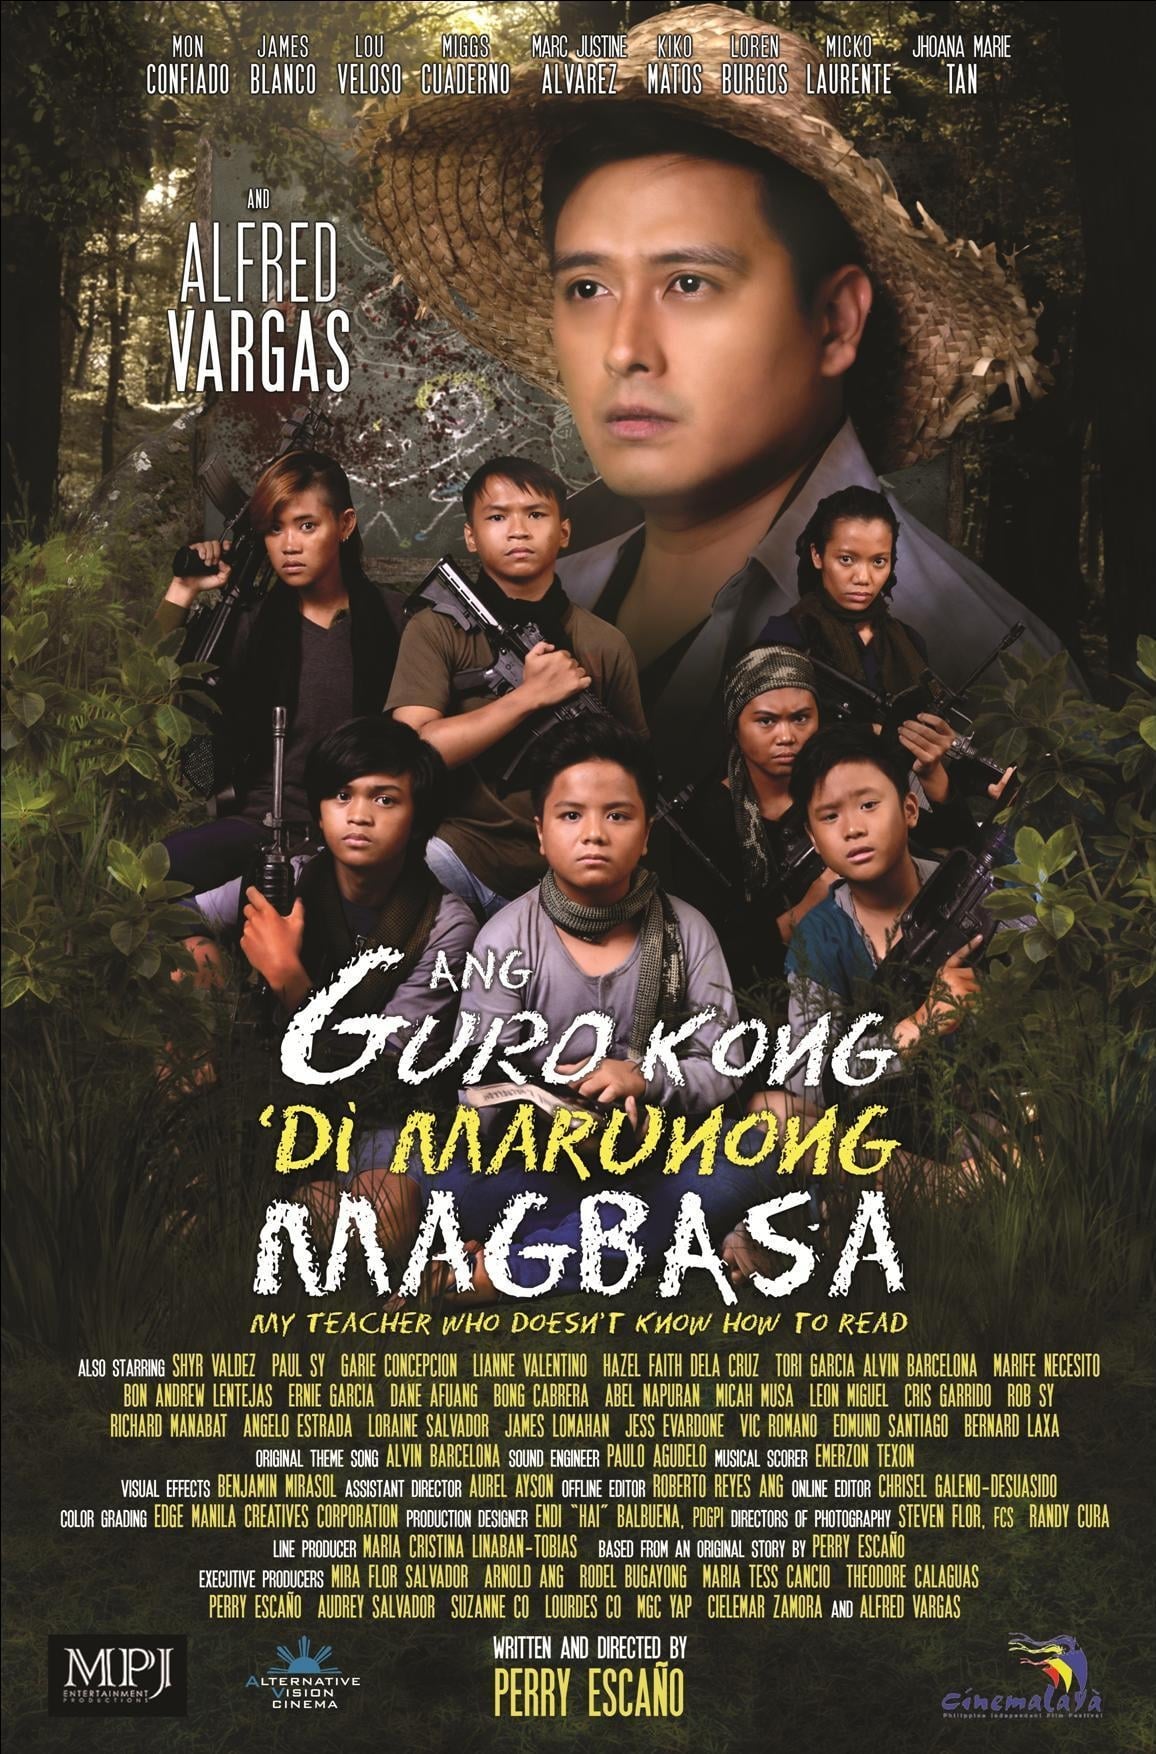 MON CONFIADO
JAMES BLANCO
LOU VELOSO
MIGGS CUADERNO
MARC JUSTINE ALVAREZ
KIKO MATOS
LOREN BURGOS
MICKO LAURENTE
JHOANA MARIE TAN
AND
ALFRED
VARGAS
ANG
GURO KONG
'DI MARUNONG
MAGBASA
MY TEACHER WHO DOESN'T KNOW HOW TO READ
ALSO STARRING SHYR VALDEZ PAUL SY GARIE CONCEPCION LIANNE VALENTINO HAZEL FAITH DELA CRUZ TORI GARCIA ALVIN BARCELONA MARIFE NECESITO
BON ANDREW LENTEJAS ERNIE GARCIA DANE AFUANG BONG CABRERA ABEL NAPURAN MICAH MUSA LEON MIGUEL CRIS GARRIDO ROB SY
RICHARD MANABAT ANGELO ESTRADA LORAINE SALVADOR JAMES LOMAHAN JESS EVARDONE VIC ROMANO EDMUND SANTIAGO BERNARD LAXA
ORIGINAL THEME SONG ALVIN BARCELONA SOUND ENGINEER PAULO AGUDELO MUSICAL SCORER EMERZON TEXON
VISUAL EFFECTS BENJAMIN MIRASOL ASSISTANT DIRECTOR AUREL AYSON OFFLINE EDITOR ROBERTO REYES ANG ONLINE EDITOR CHRISEL GALENO-DESUASIDO
COLOR GRADING EDGE MANILA CREATIVES CORPORATION PRODUCTION DESIGNER ENDI "HAI" BALBUENA, PDGPI DIRECTORS OF PHOTOGRAPHY STEVEN FLOR, FCS RANDY CURA
LINE PRODUCER MARIA CRISTINA LINABAN-TOBIAS BASED FROM AN ORIGINAL STORY BY PERRY ESCAÑO
EXECUTIVE PRODUCERS MIRA FLOR SALVADOR ARNOLD ANG RODEL BUGAYONG MARIA TESS CANCIO THEODORE CALAGUAS
PERRY ESCAÑO AUDREY SALVADOR SUZANNE CO LOURDES CO MGC YAP CIELEMAR ZAMORA AND ALFRED VARGAS
MPJ
ENTERTAINMENT
PRODUCTIONS
ALTERNATIVE
VISION
CINEMA
WRITTEN AND DIRECTED BY
PERRY ESCAÑO
Cinemalaya
Philippine Independent Film Festival